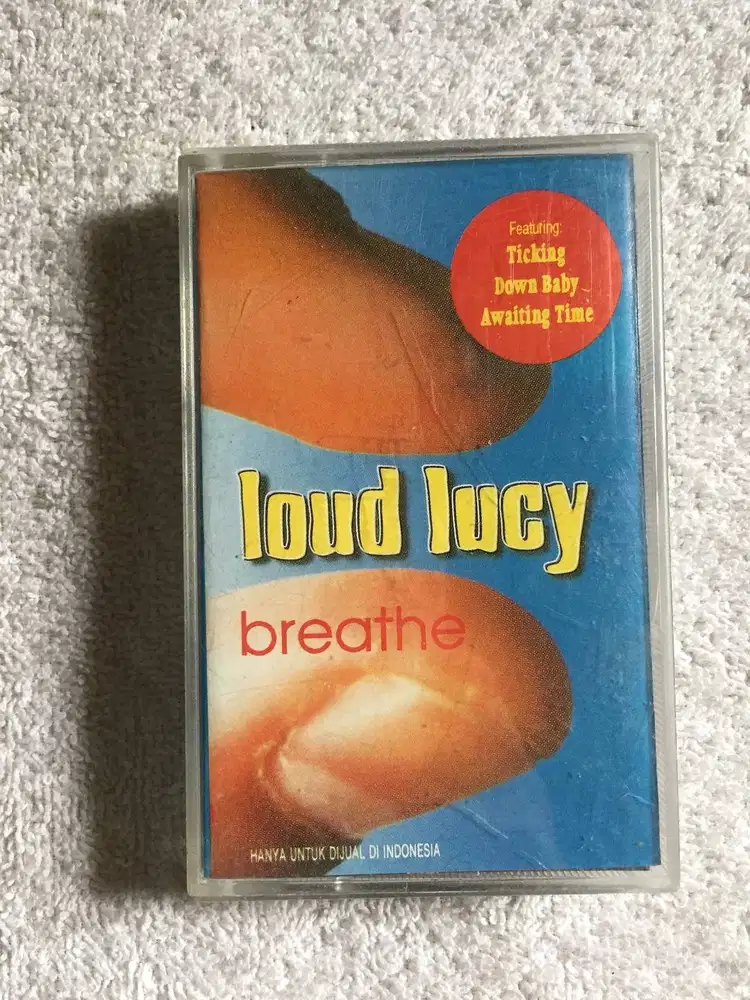 Featuring:
Ticking
Down Baby
Awaiting Time
loud lucy
breathe
HANYA UNTUK DIJUAL DI INDONESIA